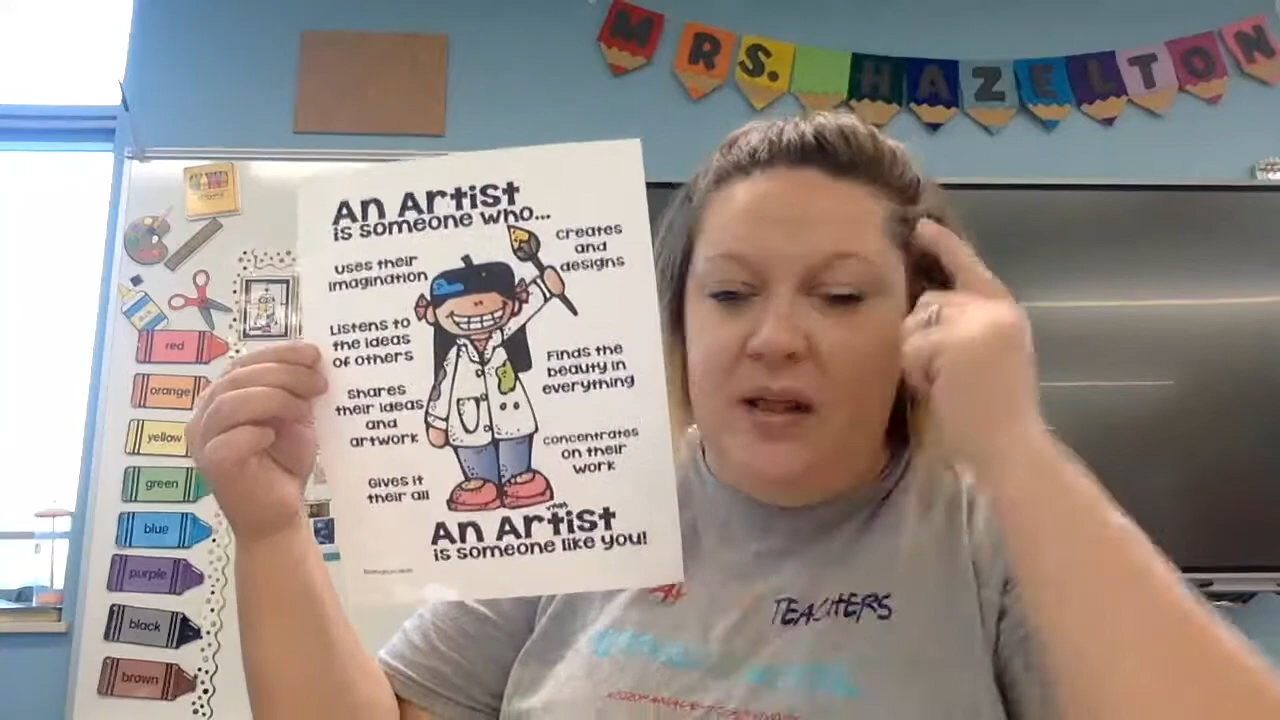 MRS. HAZELTON
An Artist
is someone who...
uses their
imagination
creates
and
designs
Listens to
the ideas
of others
Finds the
beauty in
everything
shares
their ideas
and
artwork
concentrates
on their
work
Gives it
their all
An Artist
is someone like you!
red
orange
yellow
green
blue
purple
black
brown
TEACHERS